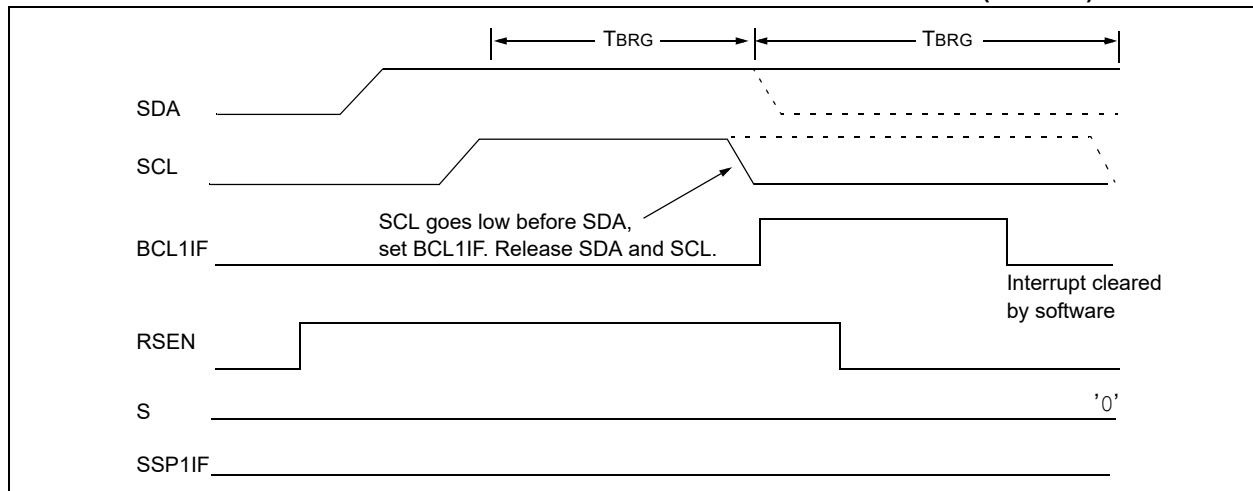 TBRG
TBRG
SDA
SCL
SCL goes low before SDA,
set BCL1IF. Release SDA and SCL.
BCL1IF
Interrupt cleared
by software
RSEN
S
'0'
SSP1IF